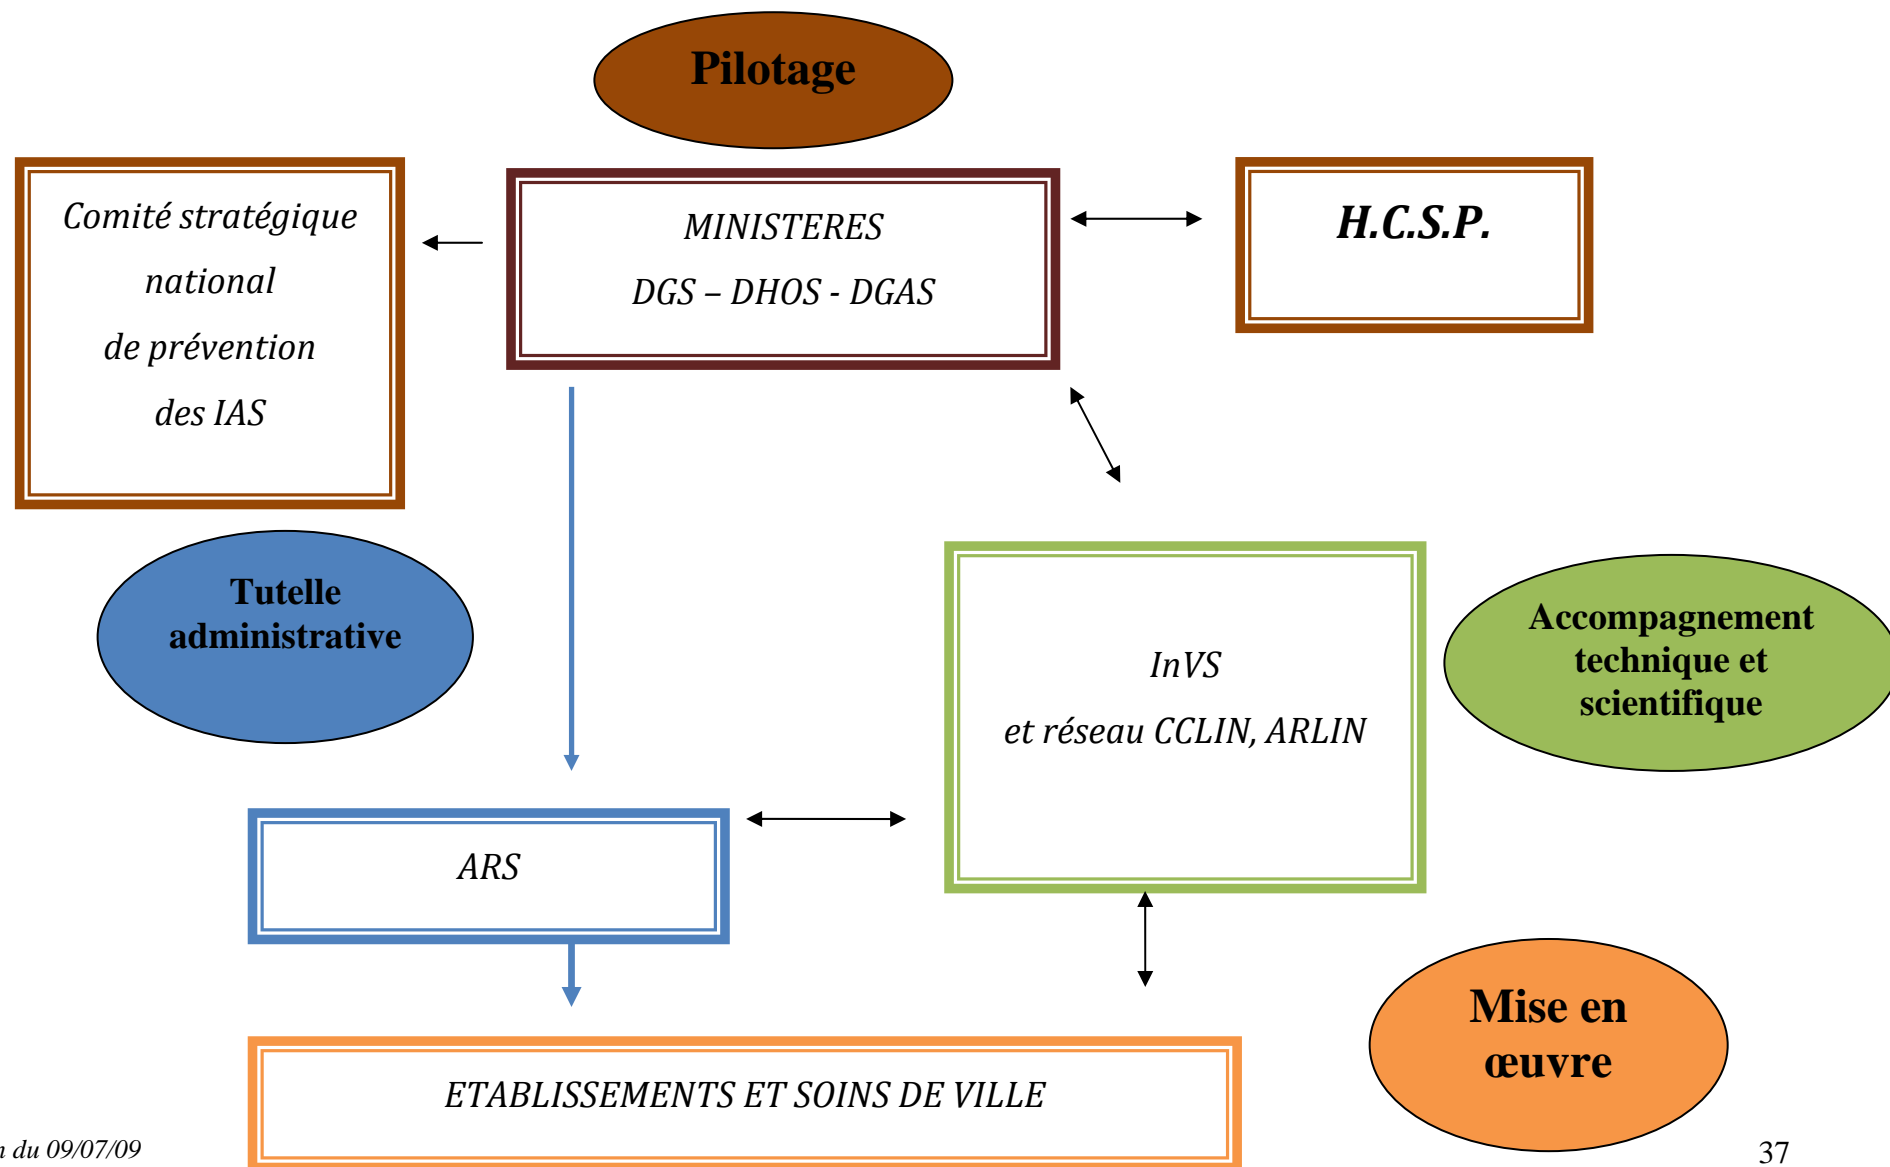 Pilotage
Comité stratégique
national
de prévention
des IAS
MINISTERES
DGS – DHOS - DGAS
H.C.S.P.
Tutelle
administrative
InVS
et réseau CCLIN, ARLIN
Accompagnement
technique et
scientifique
ARS
Mise en
œuvre
ETABLISSEMENTS ET SOINS DE VILLE
du 09/07/09
37